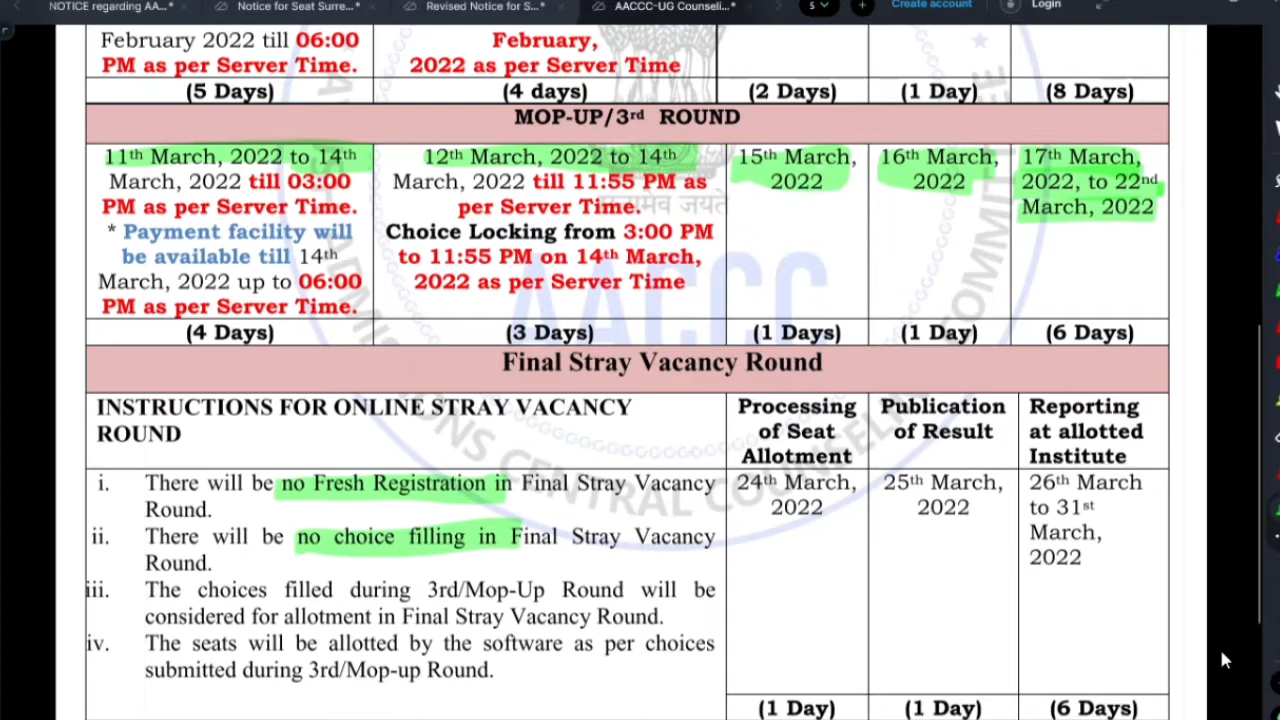 NOTICE regarding AA...*
Notice for Seat Surre...*
Revised Notice for S...*
AACCC-UG Counseli...*
5
+
Create account
Login
February 2022 till 06:00
PM as per Server Time.
(5 Days)
February,
2022 as per Server Time
(4 days)
(2 Days)
(1 Day)
(8 Days)
MOP-UP/3rd ROUND
11th March, 2022 to 14th
March, 2022 till 03:00
PM as per Server Time.
* Payment facility will
be available till 14th
March, 2022 up to 06:00
PM as per Server Time.
(4 Days)
12th March, 2022 to 14th
March, 2022 till 11:55 PM as
per Server Time.
Choice Locking from 3:00 PM
to 11:55 PM on 14th March,
2022 as per Server Time
(3 Days)
15th March,
2022
(1 Days)
16th March,
2022
(1 Day)
17th March,
2022, to 22nd
March, 2022
(6 Days)
Final Stray Vacancy Round
INSTRUCTIONS FOR ONLINE STRAY VACANCY
ROUND
Processing
of Seat
Allotment
Publication
of Result
Reporting
at allotted
Institute
i. There will be no Fresh Registration in Final Stray Vacancy
Round.
ii. There will be no choice filling in Final Stray Vacancy
Round.
iii. The choices filled during 3rd/Mop-Up Round will be
considered for allotment in Final Stray Vacancy Round.
iv. The seats will be allotted by the software as per choices
submitted during 3rd/Mop-up Round.
24th March,
2022
(1 Day)
25th March,
2022
(1 Day)
26th March
to 31st
March,
2022
(6 Days)
AACCC